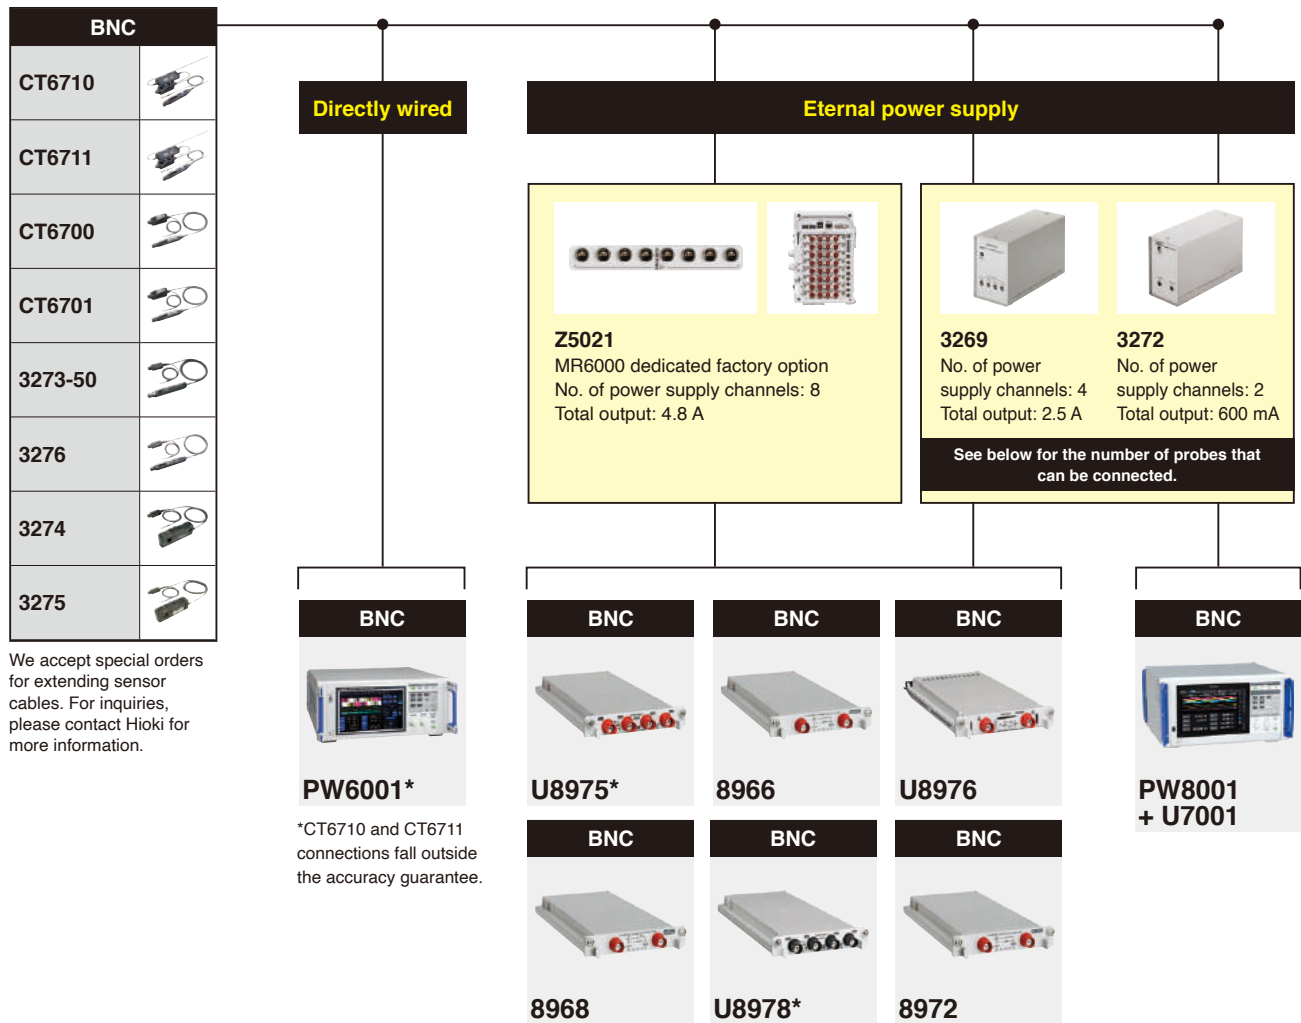 BNC
CT6710
CT6711
CT6700
CT6701
3273-50
3276
3274
3275
We accept special orders
for extending sensor
cables. For inquiries,
please contact Hioki for
more information.
Directly wired
Eternal power supply
Z5021
MR6000 dedicated factory option
No. of power supply channels: 8
Total output: 4.8 A
3269
No. of power
supply channels: 4
Total output: 2.5 A
3272
No. of power
supply channels: 2
Total output: 600 mA
See below for the number of probes that
can be connected.
BNC
PW6001*
*CT6710 and CT6711
connections fall outside
the accuracy guarantee.
BNC
U8975*
BNC
8966
BNC
U8976
BNC
8968
BNC
U8978*
BNC
8972
BNC
PW8001
+ U7001